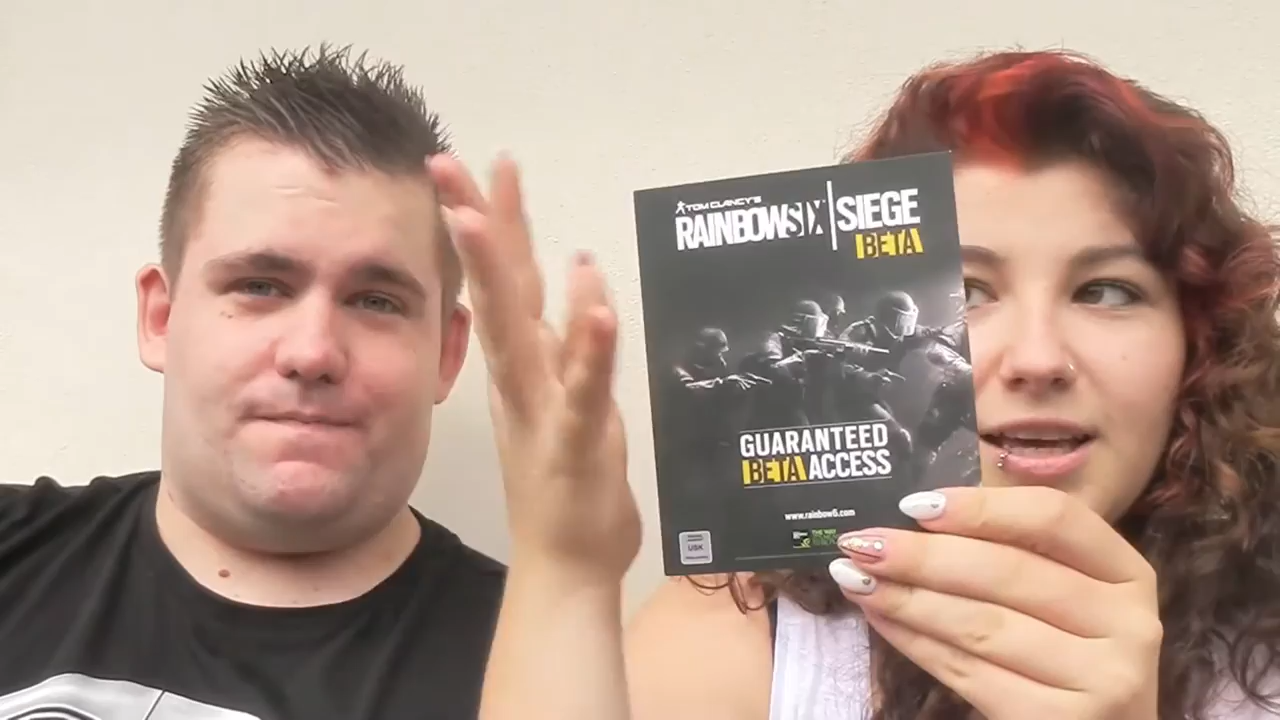 TOM CLANCY'S
RAINBOWSIX | SIEGE
BETA
GUARANTEED
BETA ACCESS
www.rainbow6.com
USK